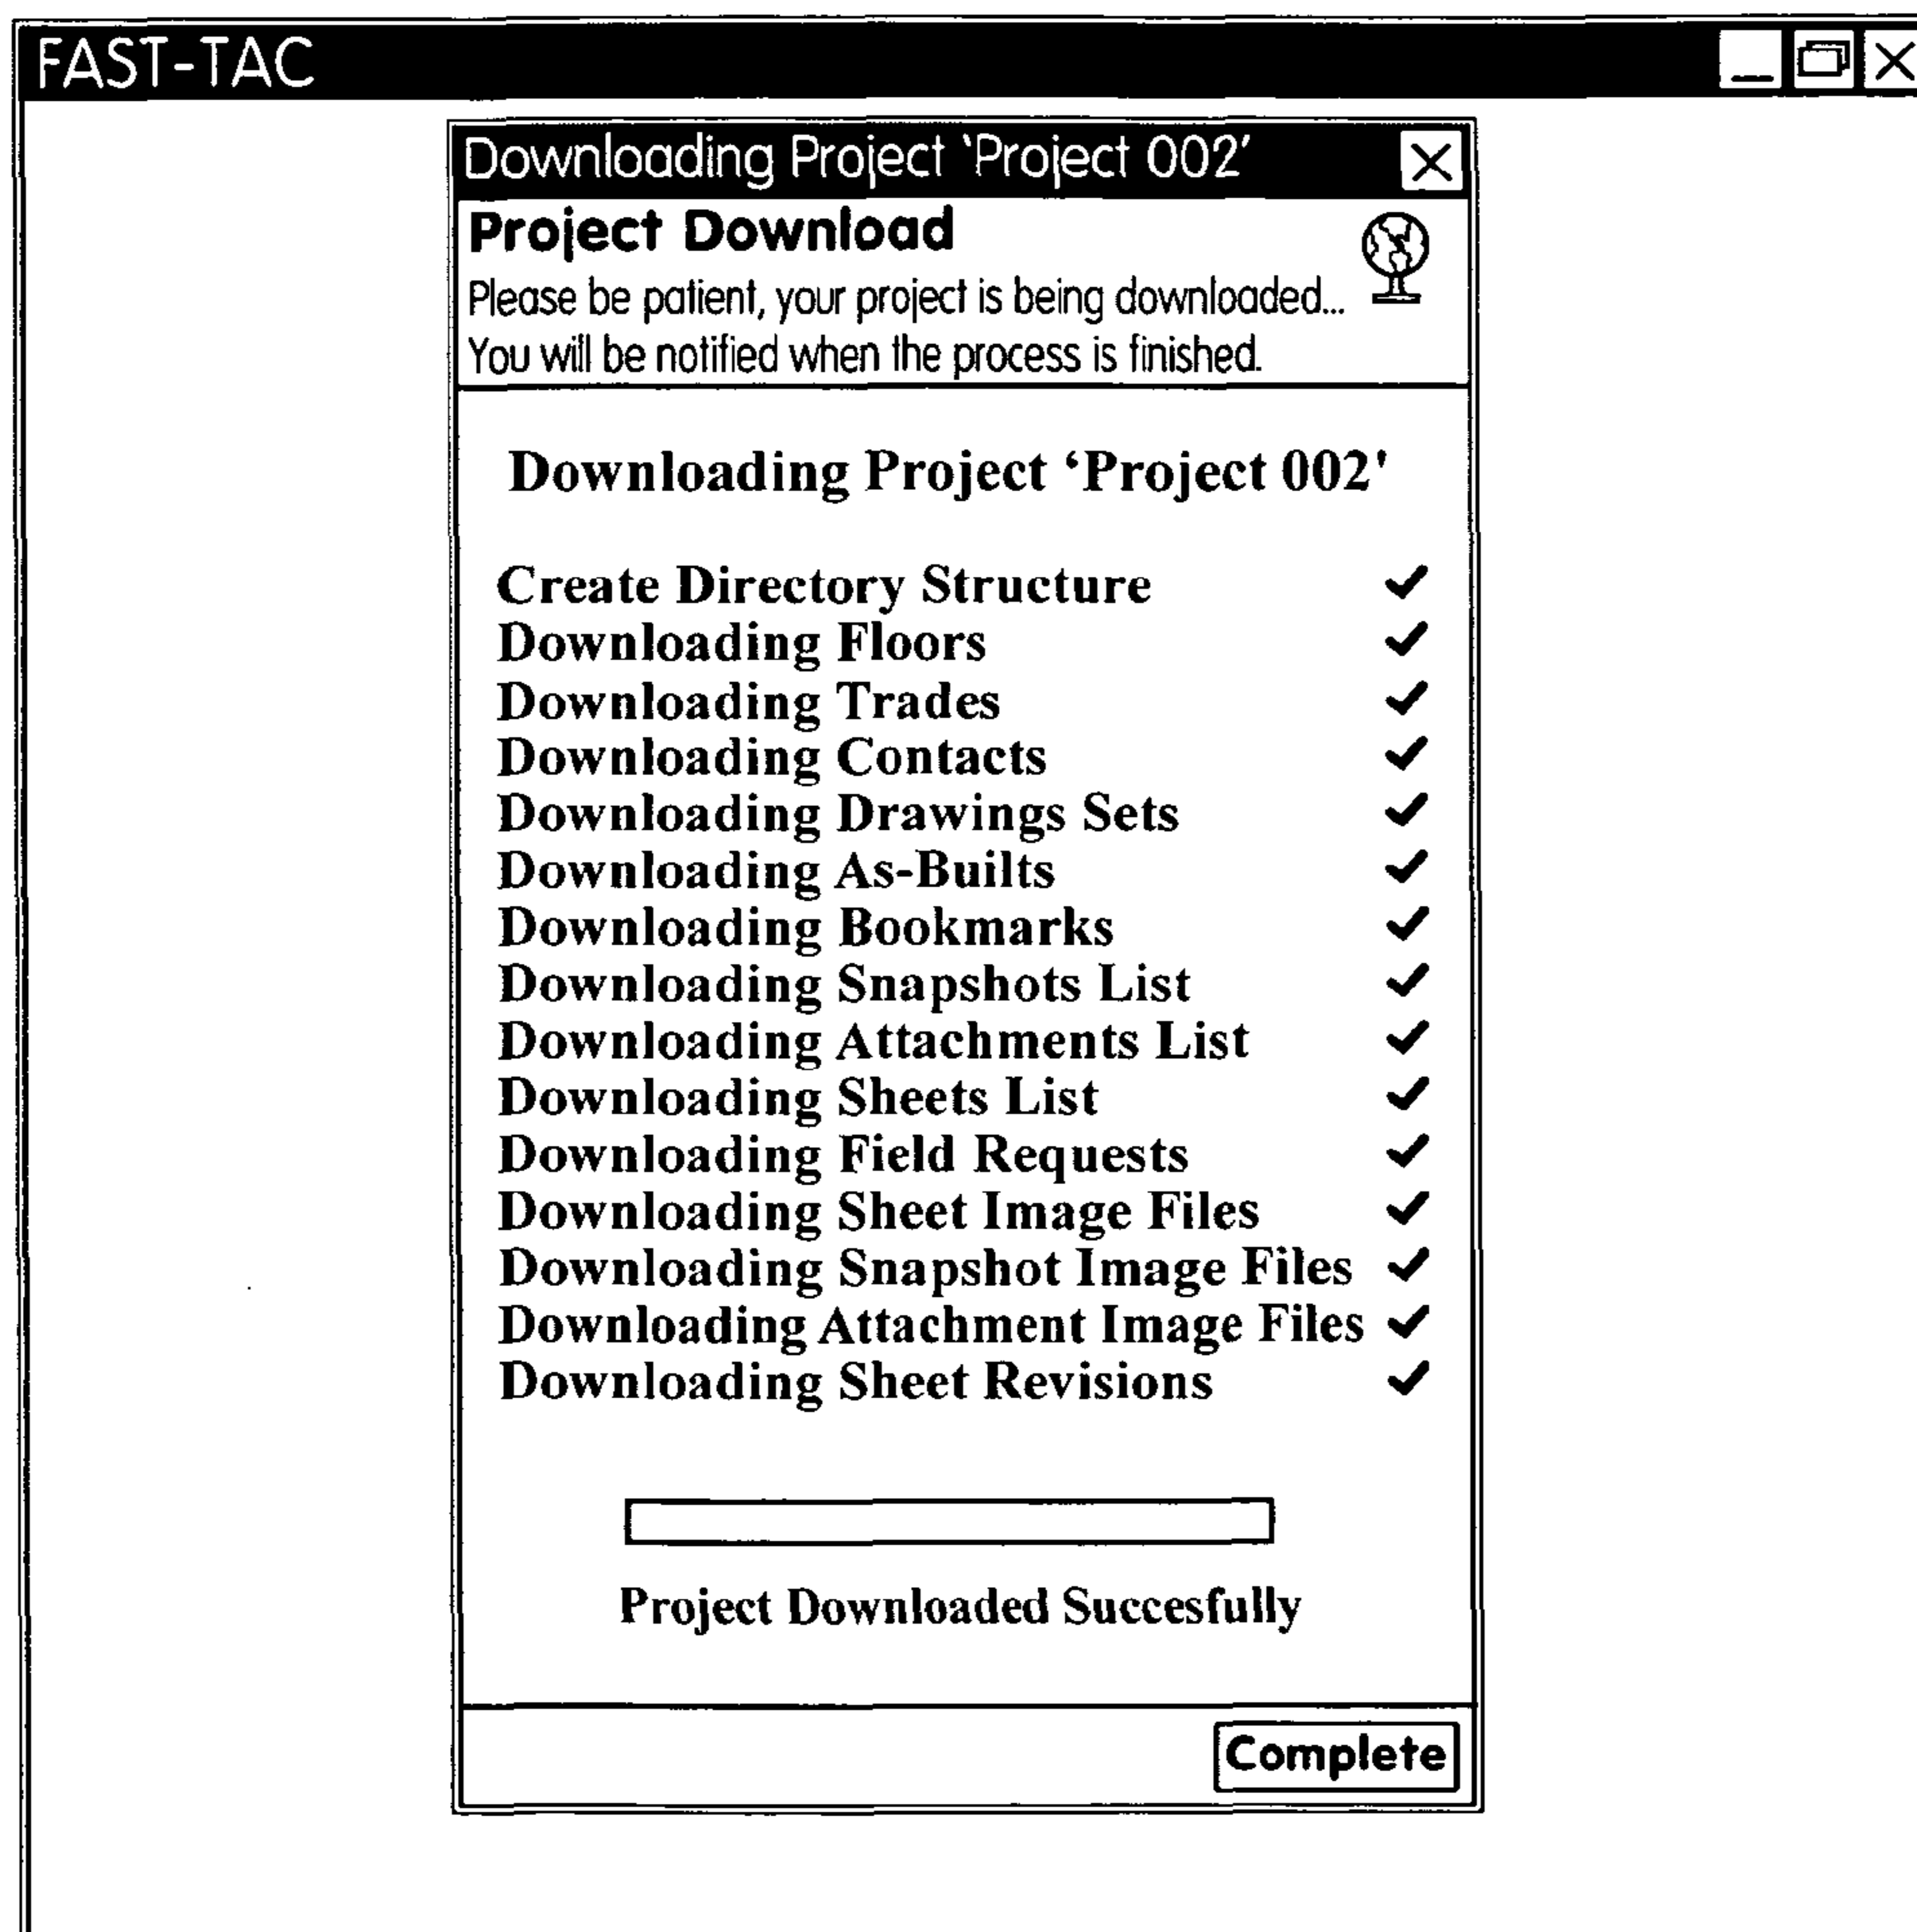 FAST-TAC
Downloading Project ‘Project 002’
Project Download
Please be patient, your project is being downloaded...
You will be notified when the process is finished.
Downloading Project ‘Project 002'
Create Directory Structure ✓
Downloading Floors ✓
Downloading Trades ✓
Downloading Contacts ✓
Downloading Drawings Sets ✓
Downloading As-Builts ✓
Downloading Bookmarks ✓
Downloading Snapshots List ✓
Downloading Attachments List ✓
Downloading Sheets List ✓
Downloading Field Requests ✓
Downloading Sheet Image Files ✓
Downloading Snapshot Image Files ✓
Downloading Attachment Image Files ✓
Downloading Sheet Revisions ✓
Project Downloaded Succesfully
Complete